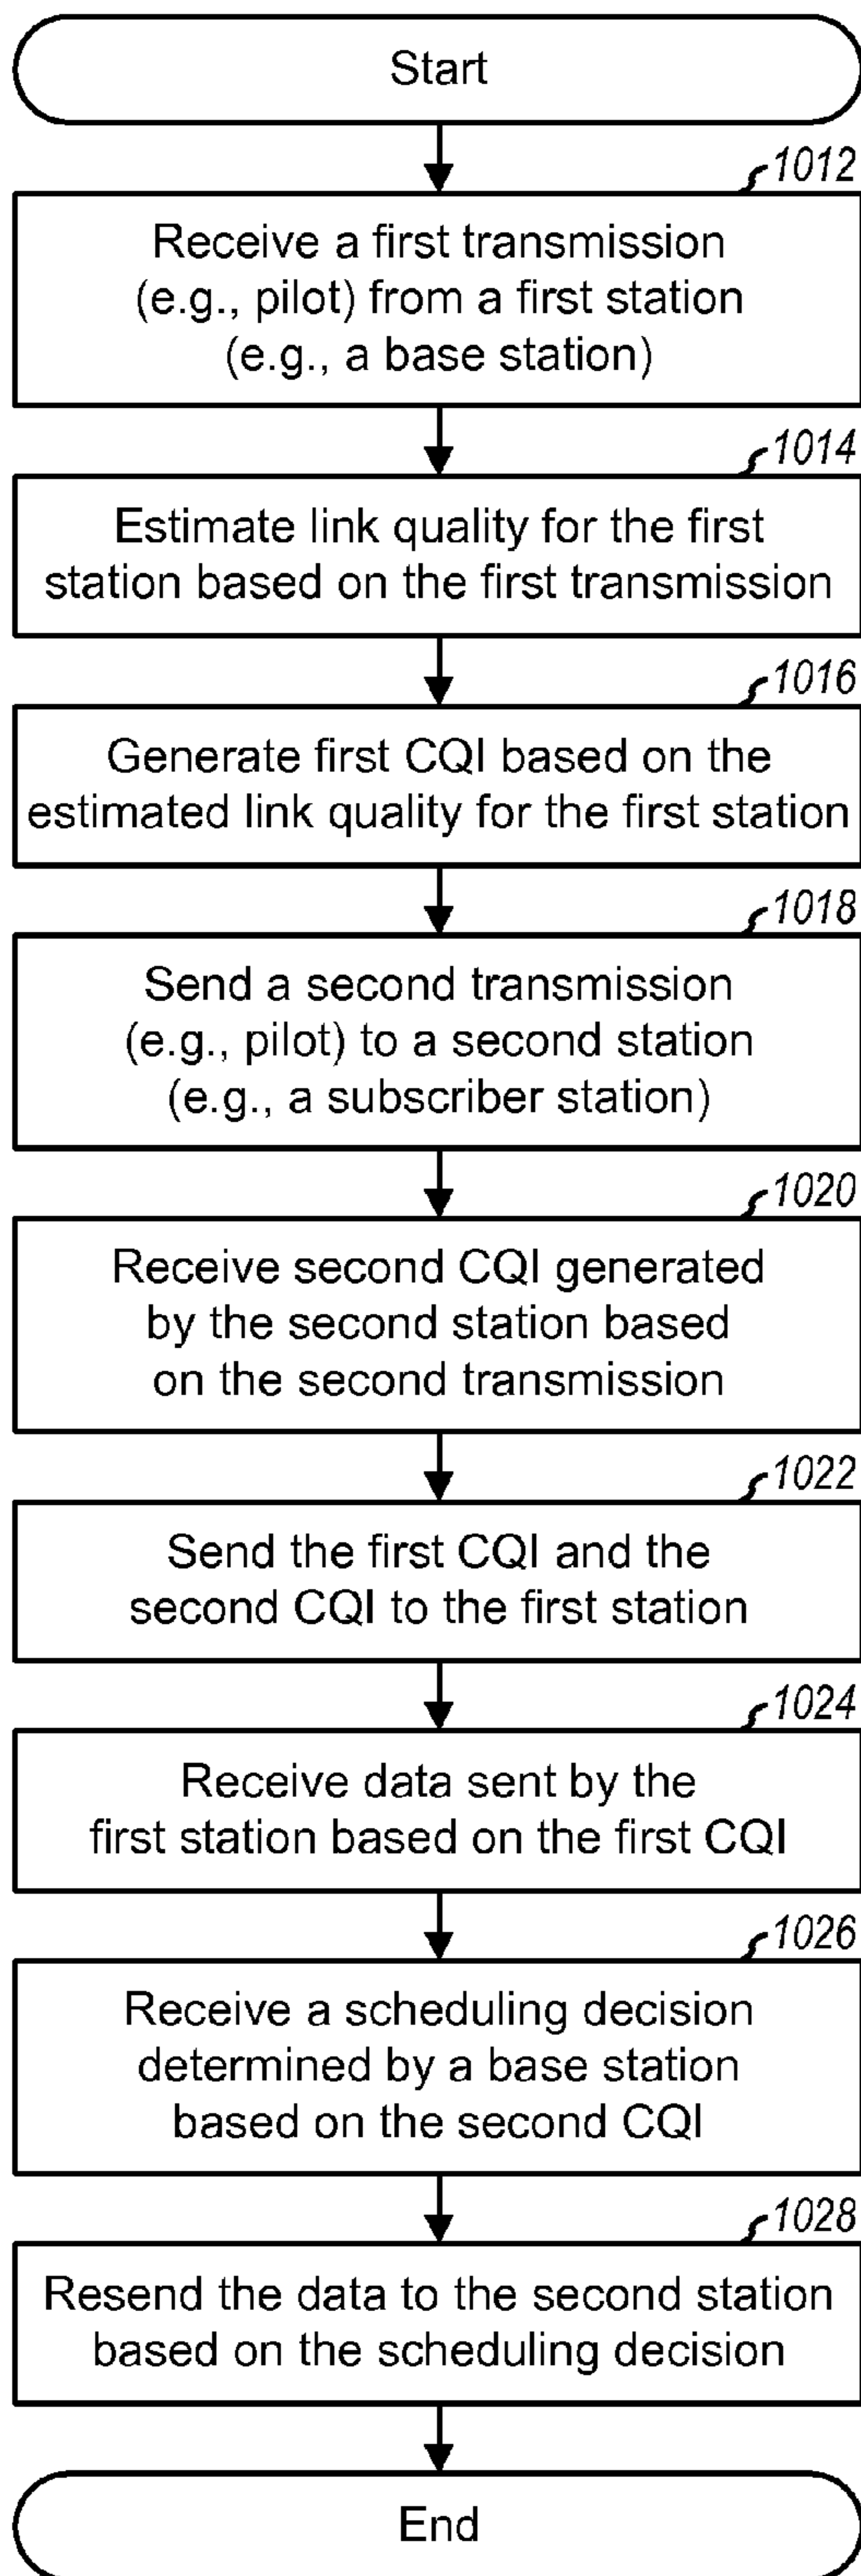 Start
1012
Receive a first transmission
(e.g., pilot) from a first station
(e.g., a base station)
1014
Estimate link quality for the first
station based on the first transmission
1016
Generate first CQI based on the
estimated link quality for the first station
1018
Send a second transmission
(e.g., pilot) to a second station
(e.g., a subscriber station)
1020
Receive second CQI generated
by the second station based
on the second transmission
1022
Send the first CQI and the
second CQI to the first station
1024
Receive data sent by the
first station based on the first CQI
1026
Receive a scheduling decision
determined by a base station
based on the second CQI
1028
Resend the data to the second station
based on the scheduling decision
End